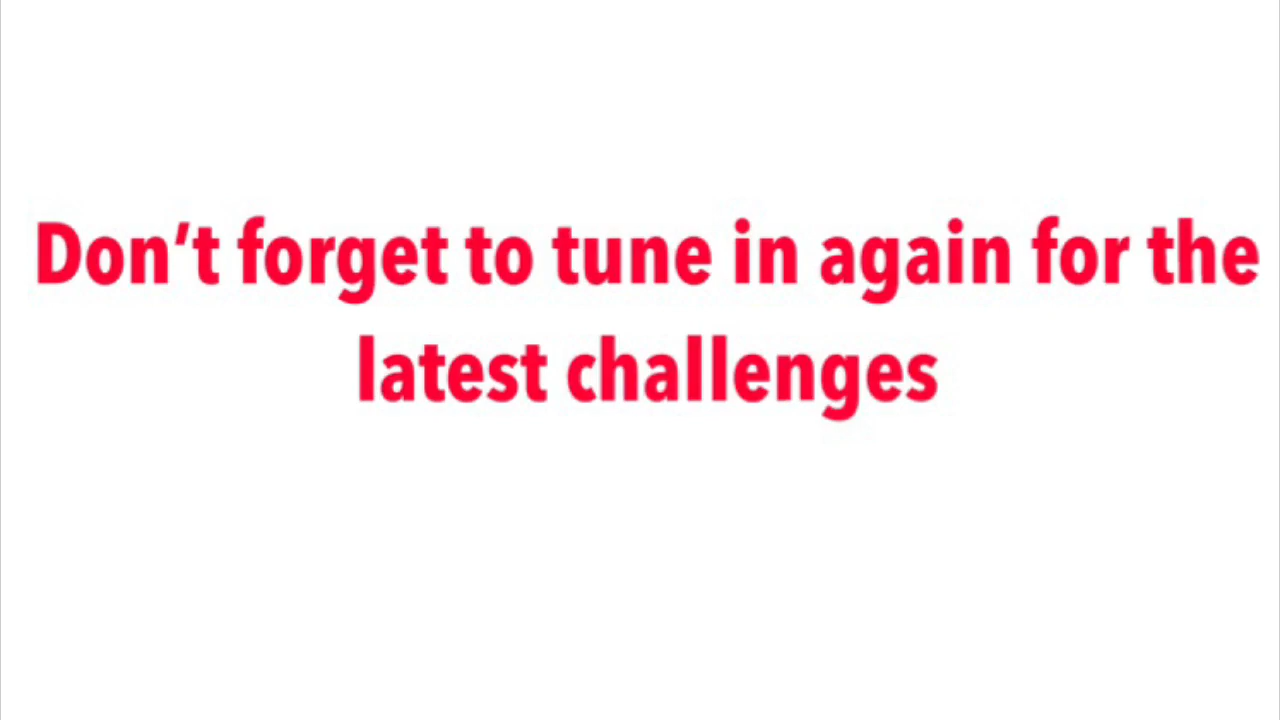 Don’t forget to tune in again for the
latest challenges